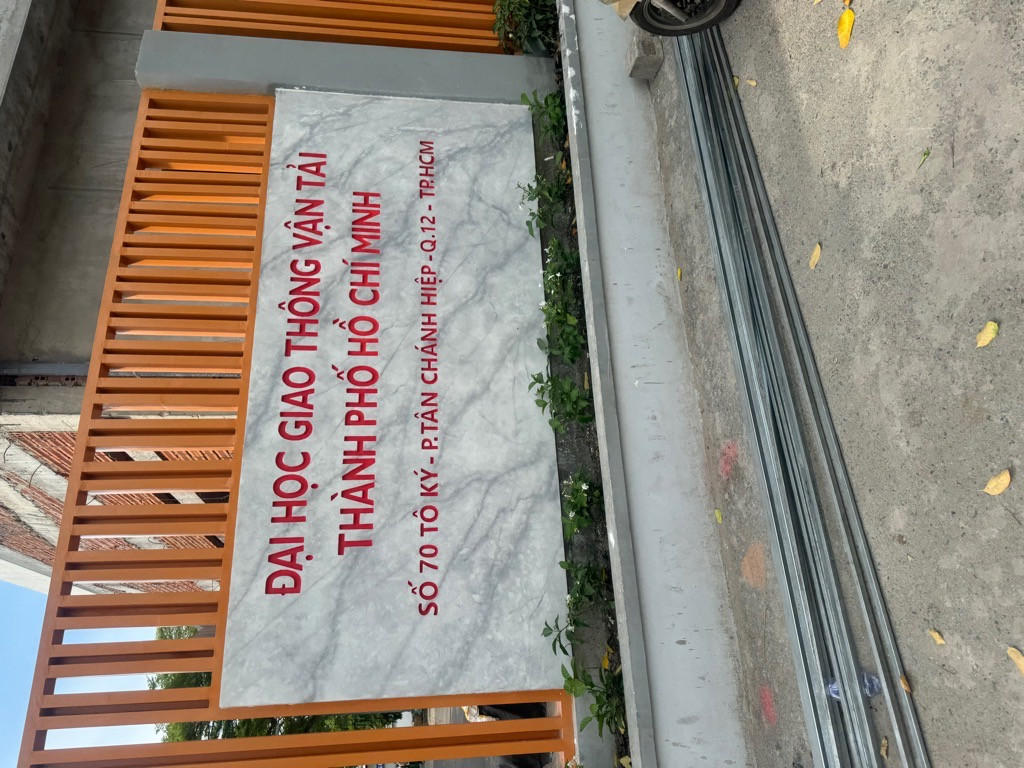 ĐẠI HỌC GIAO THÔNG VẬN TẢI
THÀNH PHỐ HỒ CHÍ MINH
SỐ 70 TÔ KÝ - P.TÂN CHÁNH HIỆP -Q.12 - TP.HCM